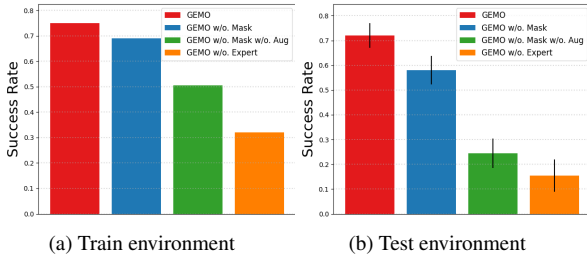 0.8
0.7
0.6
0.5
0.4
0.3
0.2
0.1
0.0
Success Rate
GEMO
GEMO w/o. Mask
GEMO w/o. Mask w/o. Aug
GEMO w/o. Expert
(a) Train environment
0.8
0.7
0.6
0.5
0.4
0.3
0.2
0.1
0.0
Success Rate
GEMO
GEMO w/o. Mask
GEMO w/o. Mask w/o. Aug
GEMO w/o. Expert
(b) Test environment